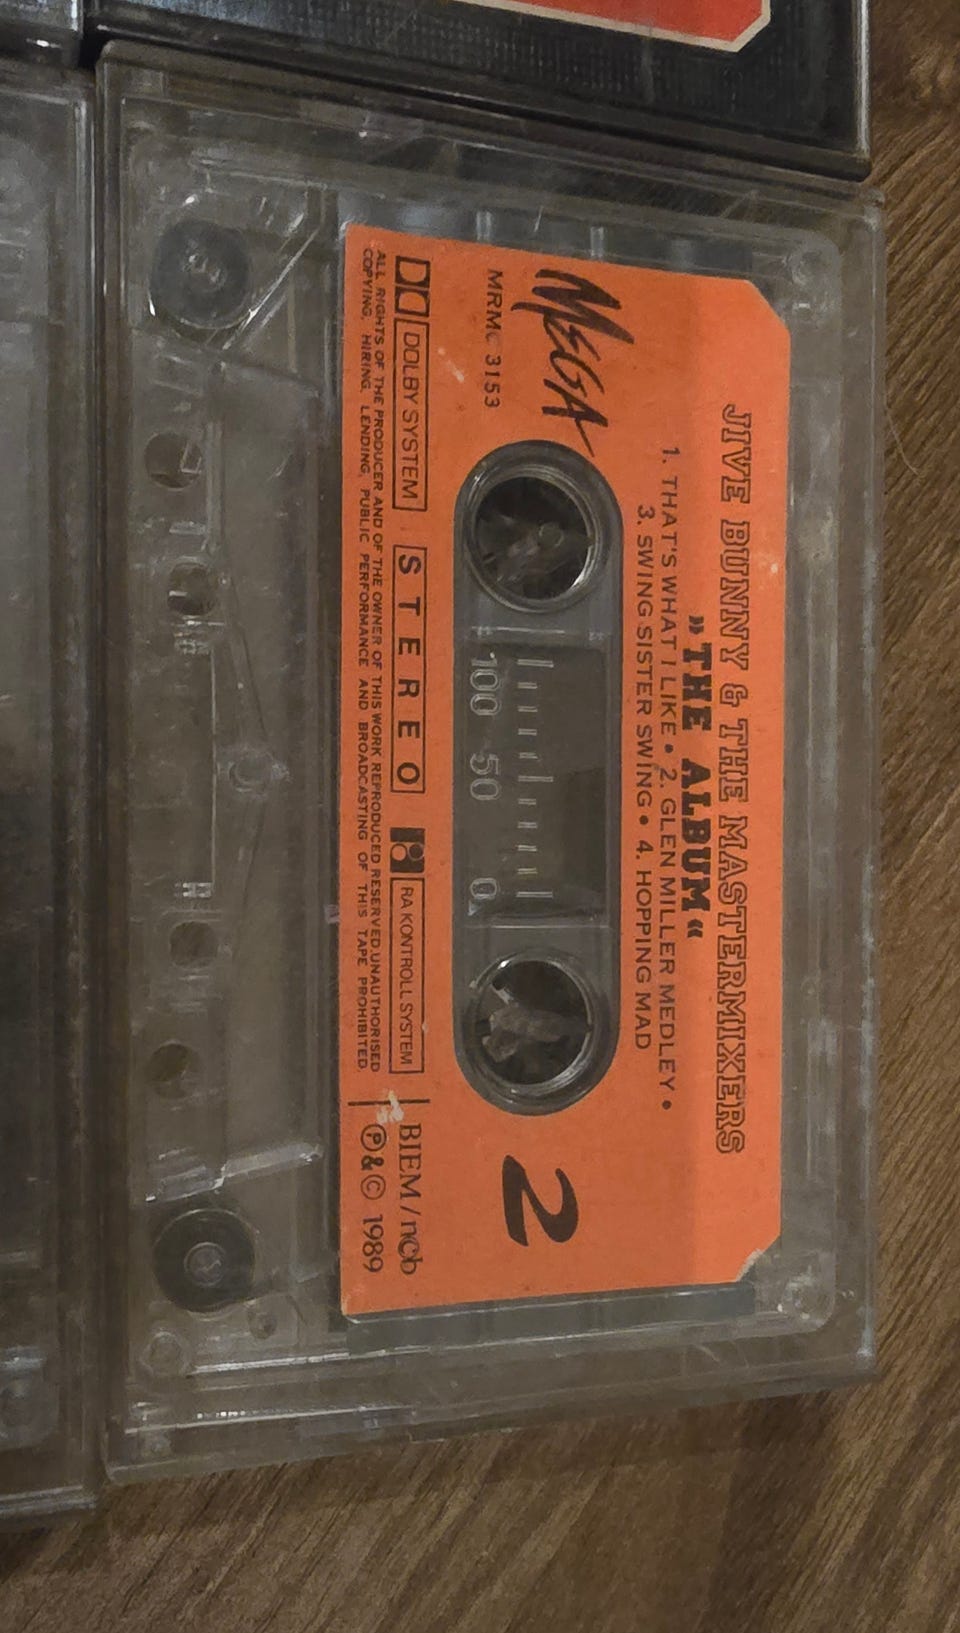 JIVE BUNNY & THE MASTERMIXERS
»THE ALBUM«
1. THAT'S WHAT I LIKE • 2. GLEN MILLER MEDLEY •
3. SWING SISTER SWING • 4. HOPPING MAD
MEGA
MRMC 3153
2
100 50 0
DOLBY SYSTEM STEREO RA KONTROLL SYSTEM BIEM/ncb
ALL RIGHTS OF THE PRODUCER AND OF THE OWNER OF THIS WORK REPRODUCED RESERVED.UNAUTHORISED
COPYING, HIRING, LENDING, PUBLIC PERFORMANCE AND BROADCASTING OF THIS TAPE PROHIBITED.
Ⓟ&© 1989